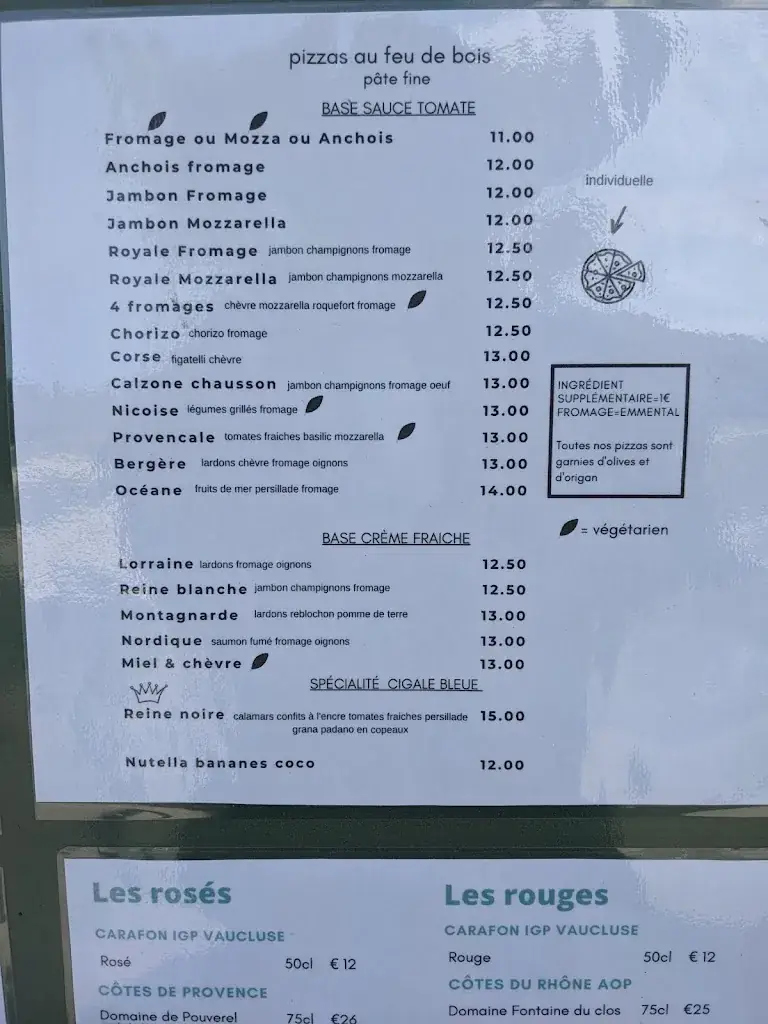 pizzas au feu de bois
pâte fine
BASE SAUCE TOMATE
Fromage ou Mozza ou Anchois 11.00
Anchois fromage 12.00
Jambon Fromage 12.00
Jambon Mozzarella 12.00
Royale Fromage jambon champignons fromage 12.50
Royale Mozzarella jambon champignons mozzarella 12.50
4 fromages chèvre mozzarella roquefort fromage 12.50
Chorizo chorizo fromage 12.50
Corse figatelli chèvre 13.00
Calzone chausson jambon champignons fromage oeuf 13.00
Nicoise légumes grillés fromage 13.00
Provencale tomates fraiches basilic mozzarella 13.00
Bergère lardons chèvre fromage oignons 13.00
Océane fruits de mer persillade fromage 14.00
individuelle
INGRÉDIENT
SUPPLÉMENTAIRE=1€
FROMAGE=EMMENTAL
Toutes nos pizzas sont
garnies d'olives et
d'origan
= végétarien
BASE CRÈME FRAICHE
Lorraine lardons fromage oignons 12.50
Reine blanche jambon champignons fromage 12.50
Montagnarde lardons reblochon pomme de terre 13.00
Nordique saumon fumé fromage oignons 13.00
Miel & chèvre 13.00
SPÉCIALITÉ CIGALE BLEUE
Reine noire calamars confits à l'encre tomates fraiches persillade 15.00
grana padano en copeaux
Nutella bananes coco 12.00
Les rosés
CARAFON IGP VAUCLUSE
Rosé 50cl € 12
CÔTES DE PROVENCE
Domaine de Pouverel 75cl €26
Les rouges
CARAFON IGP VAUCLUSE
Rouge 50cl € 12
CÔTES DU RHÔNE AOP
Domaine Fontaine du clos 75cl €25